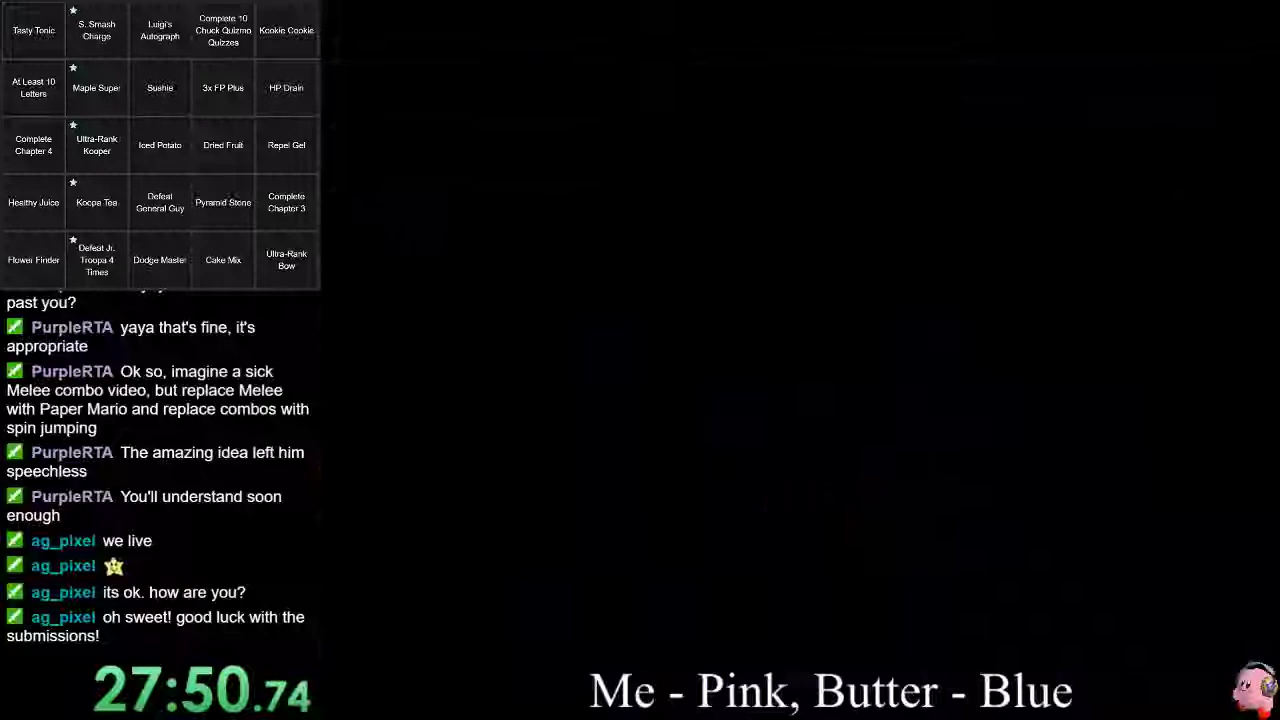 Tasty Tonic
S. Smash
Charge
Luigi's
Autograph
Complete 10
Chuck Quizmo
Quizzes
Kookie Cookie
At Least 10
Letters
Maple Super
Sushie
3x FP Plus
HP Drain
Complete
Chapter 4
Ultra-Rank
Kooper
Iced Potato
Dried Fruit
Repel Gel
Healthy Juice
Koopa Tea
Defeat
General Guy
Pyramid Stone
Complete
Chapter 3
Flower Finder
Defeat Jr.
Troopa 4
Times
Dodge Master
Cake Mix
Ultra-Rank
Bow
past you?
PurpleRTA yaya that's fine, it's
appropriate
PurpleRTA Ok so, imagine a sick
Melee combo video, but replace Melee
with Paper Mario and replace combos with
spin jumping
PurpleRTA The amazing idea left him
speechless
PurpleRTA You'll understand soon
enough
ag_pixel we live
ag_pixel
ag_pixel its ok. how are you?
ag_pixel oh sweet! good luck with the
submissions!
27:50.74
Me - Pink, Butter - Blue